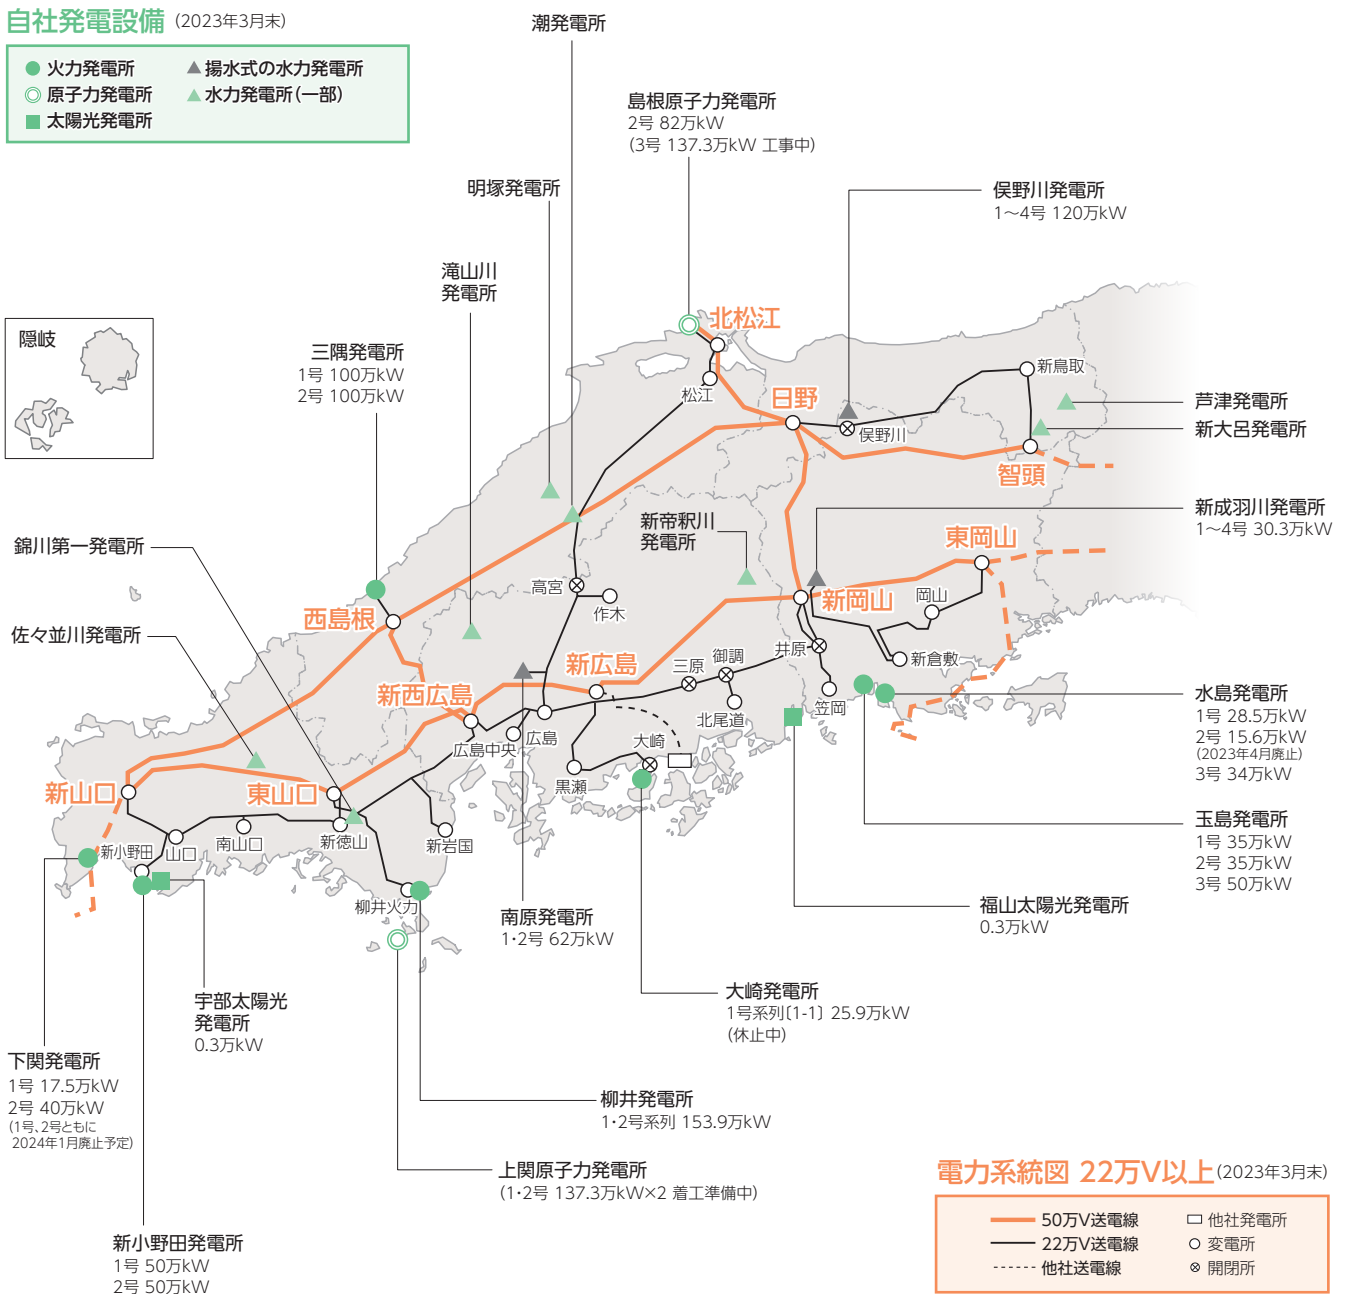 自社発電設備 (2023年3月末)
火力発電所
揚水式の水力発電所
原子力発電所
水力発電所(一部)
太陽光発電所
潮発電所
島根原子力発電所
2号 82万kW
(3号 137.3万kW 工事中)
明塚発電所
俣野川発電所
1〜4号 120万kW
滝山川
発電所
隠岐
三隅発電所
1号 100万kW
2号 100万kW
北松江
松江
日野
俣野川
新鳥取
智頭
芦津発電所
新大呂発電所
新成羽川発電所
1〜4号 30.3万kW
新帝釈川
発電所
東岡山
錦川第一発電所
高宮
作木
新岡山
岡山
西島根
佐々並川発電所
新広島
三原
御調
井原
新倉敷
新西広島
北尾道
笠岡
広島中央
広島
大崎
黒瀬
水島発電所
1号 28.5万kW
2号 15.6万kW
(2023年4月廃止)
3号 34万kW
新山口
東山口
新小野田
山口
南山口
新徳山
新岩国
柳井火力
玉島発電所
1号 35万kW
2号 35万kW
3号 50万kW
南原発電所
1・2号 62万kW
福山太陽光発電所
0.3万kW
大崎発電所
1号系列〔1-1〕 25.9万kW
(休止中)
宇部太陽光
発電所
0.3万kW
下関発電所
1号 17.5万kW
2号 40万kW
(1号、2号ともに
2024年1月廃止予定)
柳井発電所
1・2号系列 153.9万kW
上関原子力発電所
(1・2号 137.3万kW×2 着工準備中)
新小野田発電所
1号 50万kW
2号 50万kW
電力系統図 22万V以上 (2023年3月末)
50万V送電線
他社発電所
22万V送電線
変電所
他社送電線
開閉所